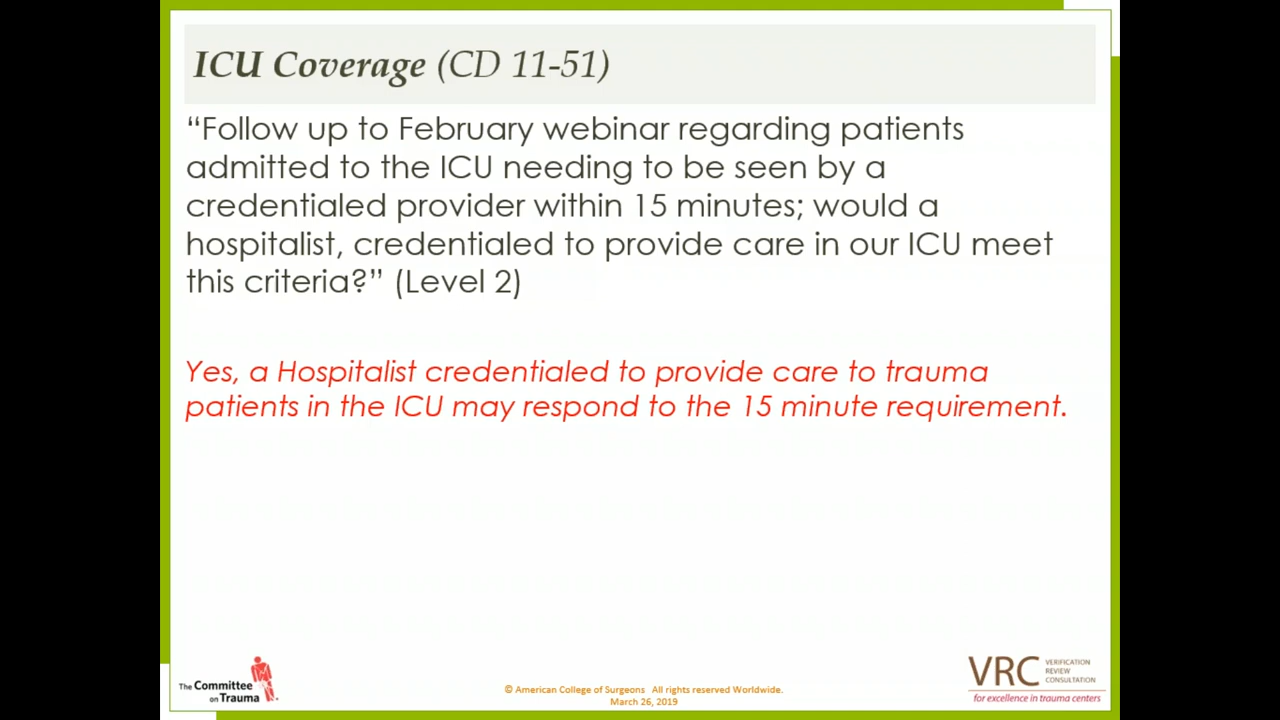 ICU Coverage (CD 11-51)
“Follow up to February webinar regarding patients
admitted to the ICU needing to be seen by a
credentialed provider within 15 minutes; would a
hospitalist, credentialed to provide care in our ICU meet
this criteria?” (Level 2)
Yes, a Hospitalist credentialed to provide care to trauma
patients in the ICU may respond to the 15 minute requirement.
The Committee
on Trauma
© American College of Surgeons  All rights reserved Worldwide.
March 26, 2019
VRC
VERIFICATION
REVIEW
CONSULTATION
for excellence in trauma centers